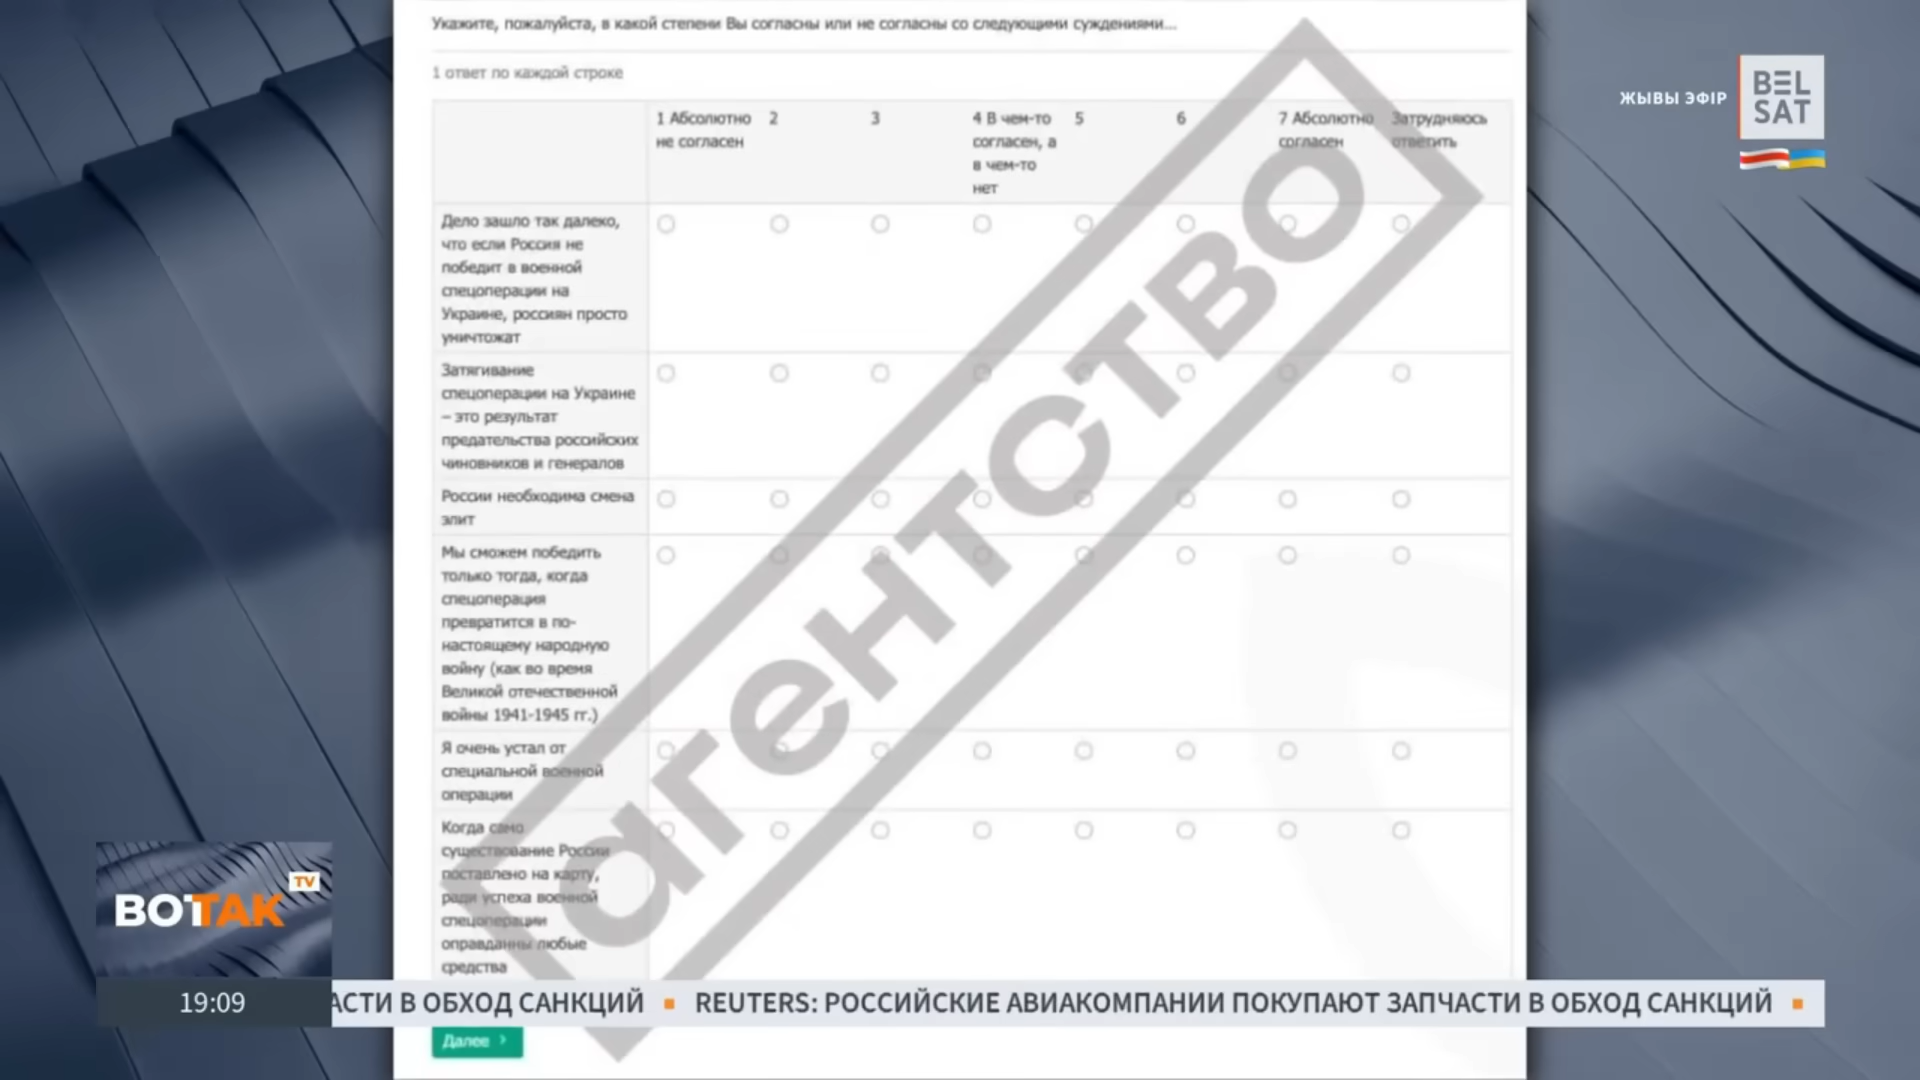 Укажите, пожалуйста, в какой степени Вы согласны или не согласны со следующими суждениями...
1 ответ по каждой строке
1 Абсолютно не согласен
2
3
4 В чем-то согласен, а в чем-то нет
5
6
7 Абсолютно согласен
Затрудняюсь ответить
Дело зашло так далеко,
что если Россия не
победит в военной
спецоперации на
Украине, россиян просто
уничтожат
Затягивание
спецоперации на Украине
– это результат
предательства российских
чиновников и генералов
России необходима смена
элит
Мы сможем победить
только тогда, когда
спецоперация
превратится в по-
настоящему народную
войну (как во время
Великой отечественной
войны 1941-1945 гг.)
Я очень устал от
специальной военной
операции
Когда само
существование России
поставлено на карту,
ради успеха военной
спецоперации
оправданны любые
средства
Далее
агентство
ЖЫВЫ ЭФІР
BEL
SAT
ВОТТАК
TV
19:09
АСТИ В ОБХОД САНКЦИЙ ▪ REUTERS: РОССИЙСКИЕ АВИАКОМПАНИИ ПОКУПАЮТ ЗАПЧАСТИ В ОБХОД САНКЦИЙ ▪